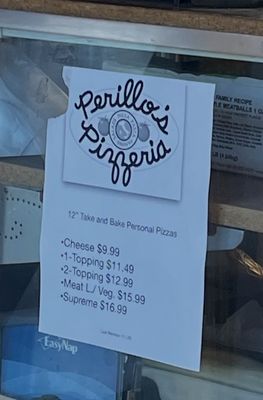 Perillo's
Pizzeria
12" Take and Bake Personal Pizzas
•Cheese $9.99
•1-Topping $11.49
•2-Topping $12.99
•Meat L./ Veg. $15.99
•Supreme $16.99
FAMILY RECIPE
MEATBALLS
EasyNap